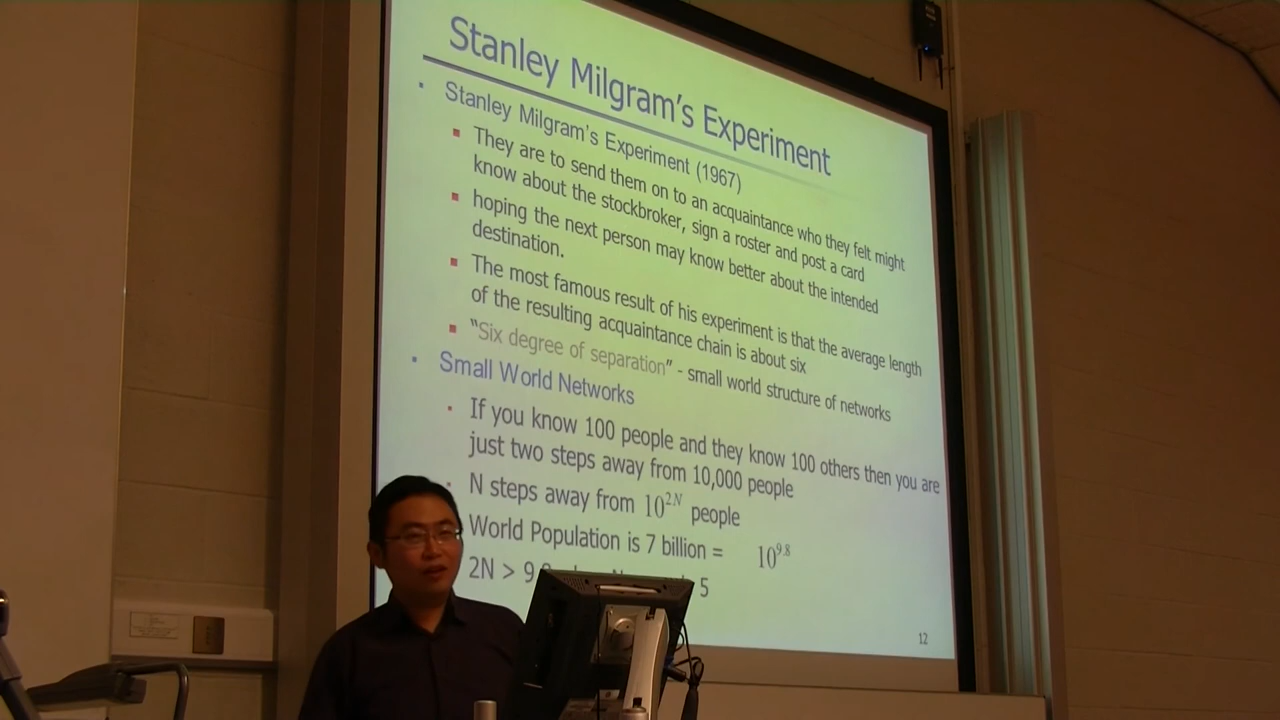 Stanley Milgram's Experiment
Stanley Milgram's Experiment (1967)
They are to send them on to an acquaintance who they felt might
know about the stockbroker, sign a roster and post a card
hoping the next person may know better about the intended
destination.
The most famous result of his experiment is that the average length
of the resulting acquaintance chain is about six
"Six degree of separation" - small world structure of networks
Small World Networks
If you know 100 people and they know 100 others then you are
just two steps away from 10,000 people
N steps away from 10^{2N} people
World Population is 7 billion = 10^{9.8}
2N > 9 5
12